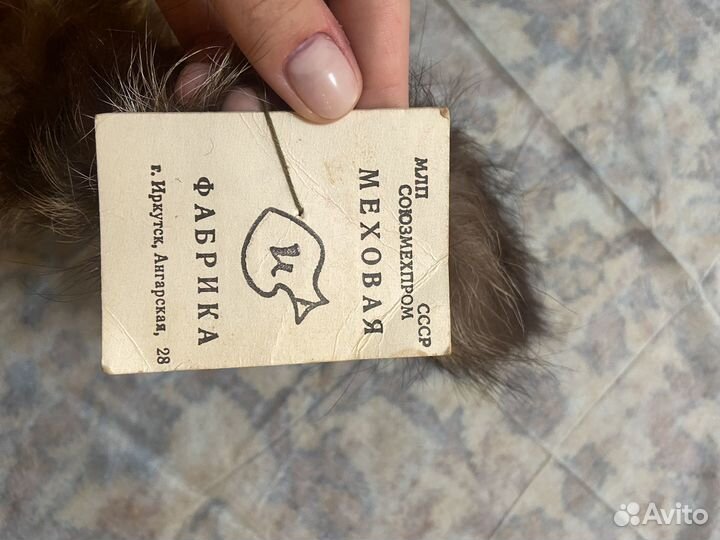 МЛП СССР
СОЮЗМЕХПРОМ
МЕХОВАЯ
И
ФАБРИКА
г. Иркутск, Ангарская, 28
Avito